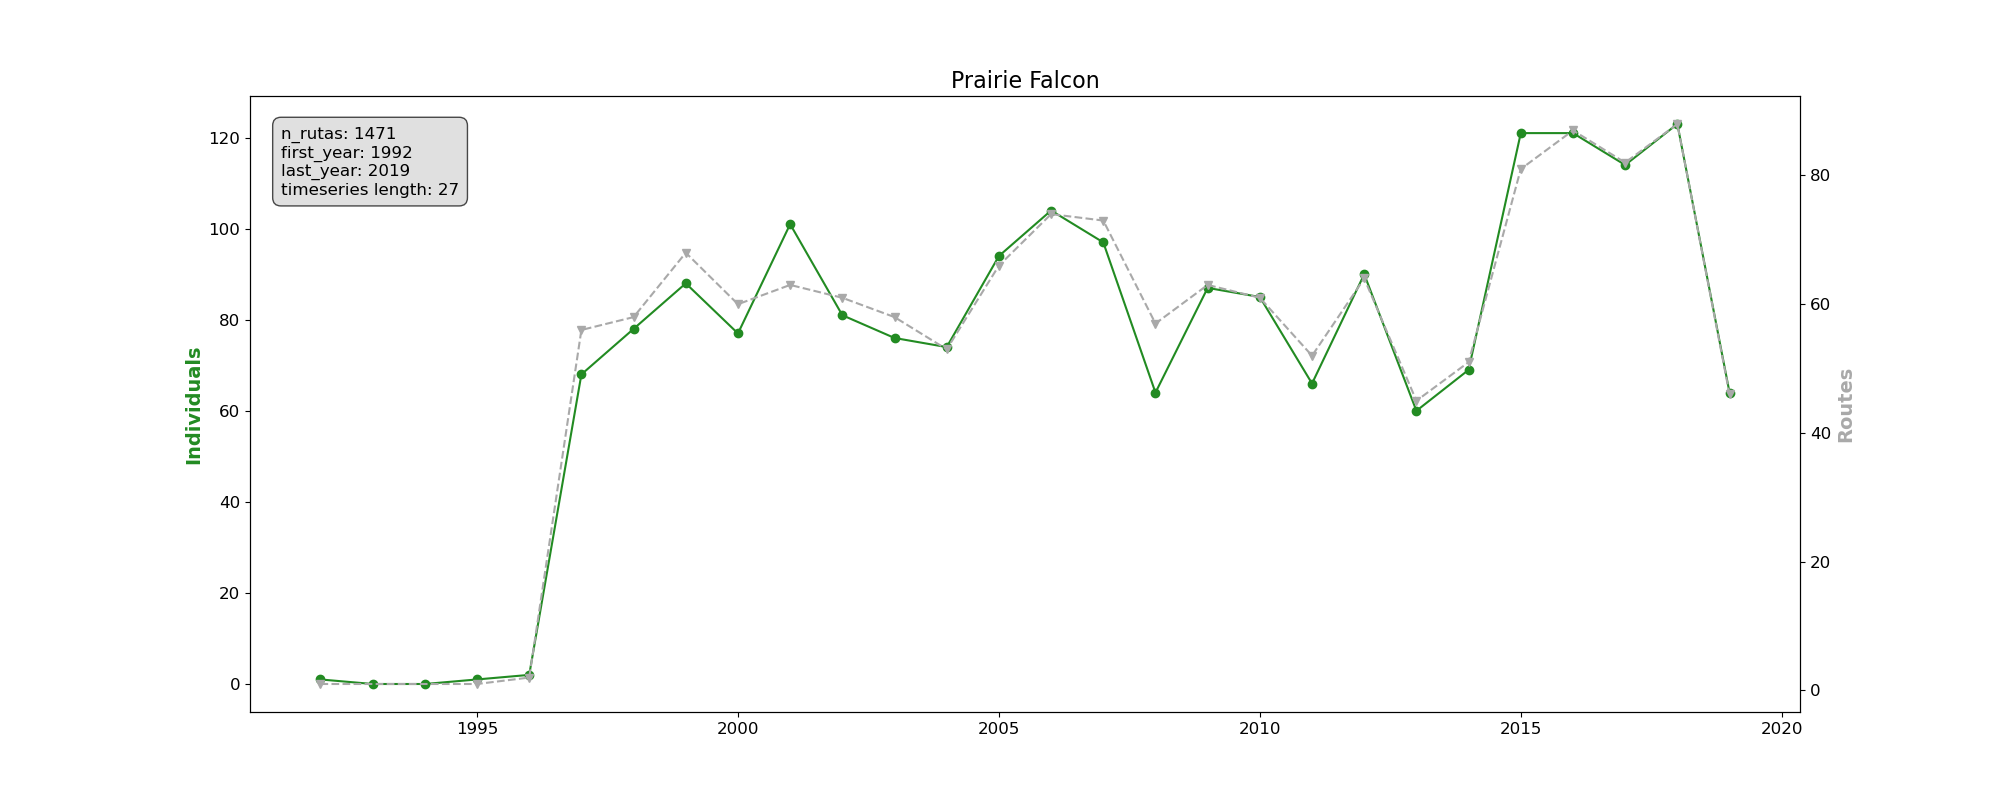 Prairie Falcon
n_rutas: 1471
first_year: 1992
last_year: 2019
timeseries length: 27
120
100
80
60
40
20
0
Individuals
80
60
40
20
0
Routes
1995 2000 2005 2010 2015 2020